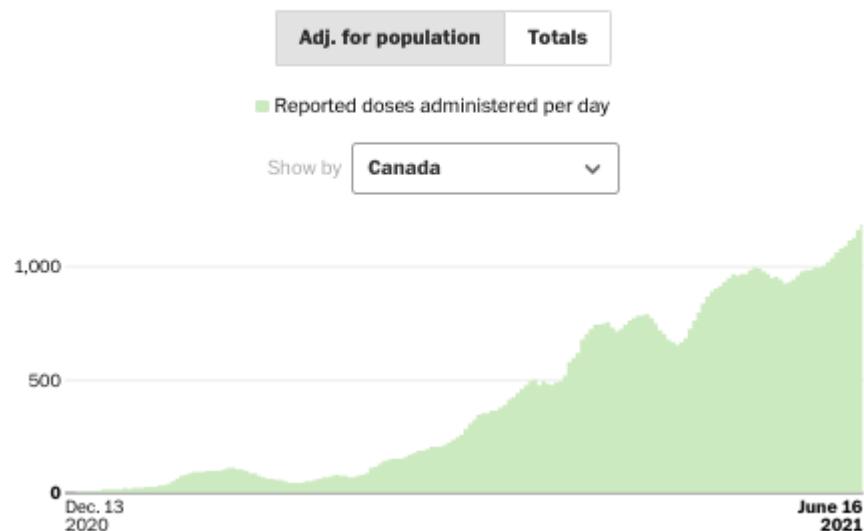 Adj. for population Totals
Reported doses administered per day
Show by Canada
1,000
500
0
Dec. 13 June 16
2020 2021